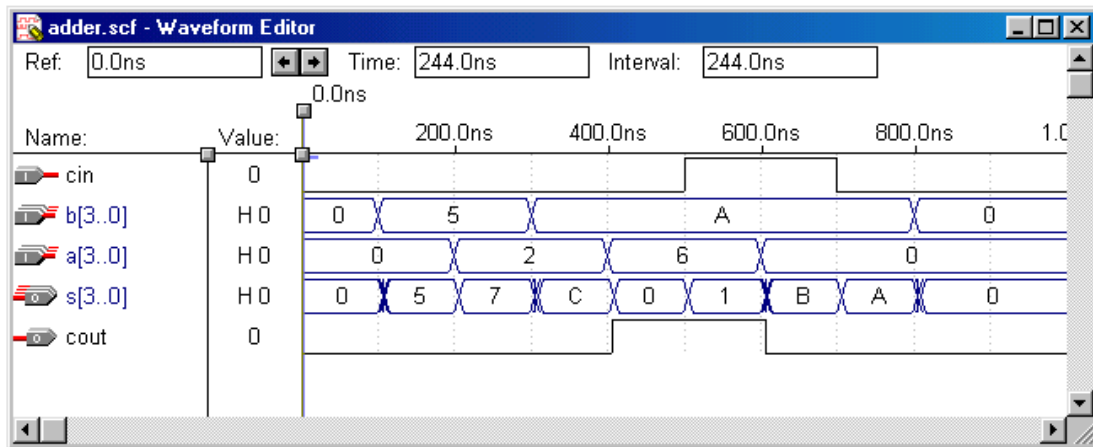 adder.scf - Waveform Editor
Ref: 0.0ns Time: 244.0ns Interval: 244.0ns
0.0ns
Name: Value: 200.0ns 400.0ns 600.0ns 800.0ns 1.0
cin 0
b[3..0] H 0 0 5 A 0
a[3..0] H 0 0 2 6 0
s[3..0] H 0 0 5 7 C 0 1 B A 0
cout 0